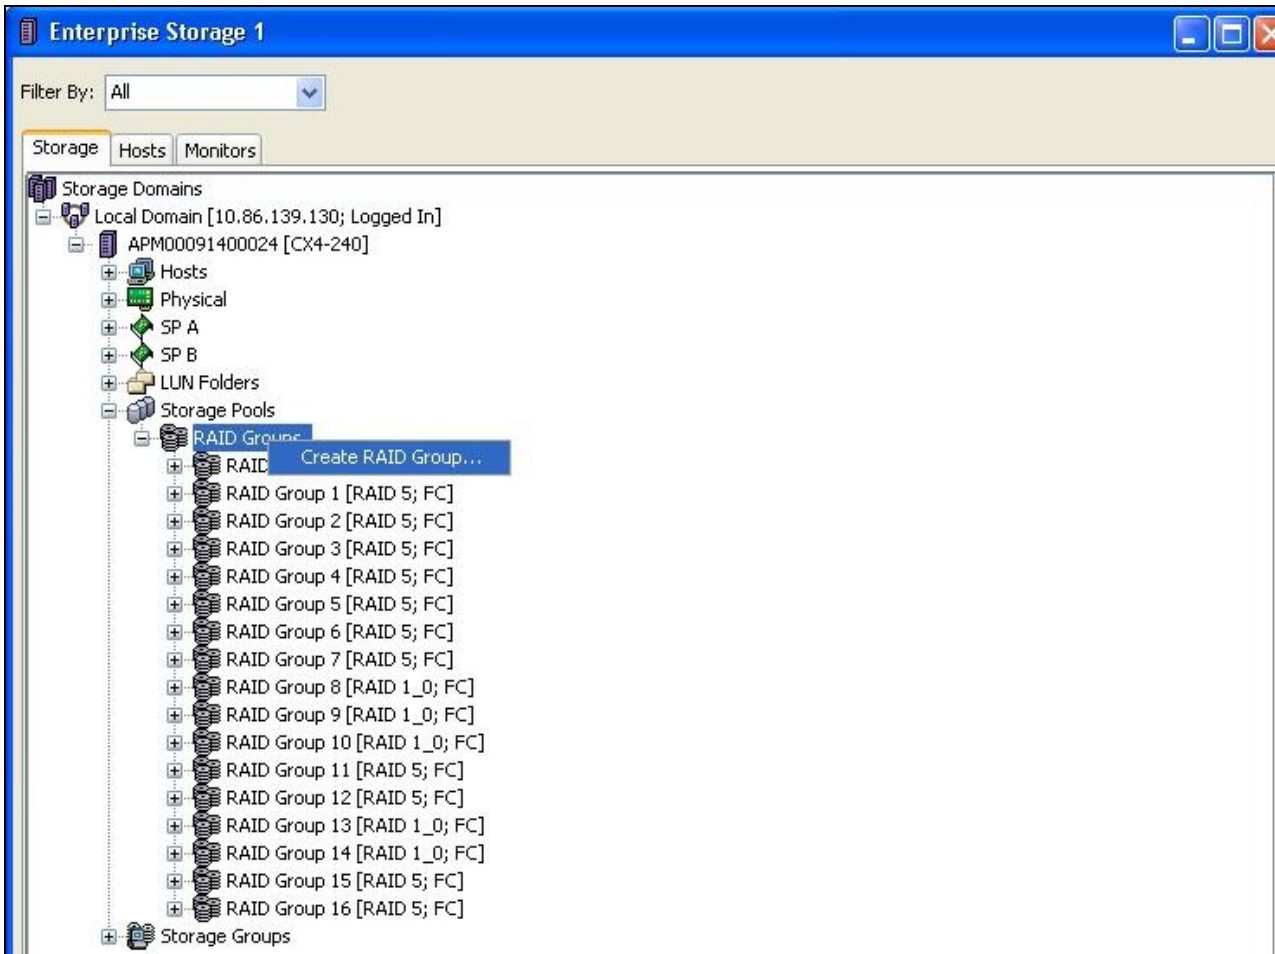 Enterprise Storage 1
Filter By: All
Storage Hosts Monitors
Storage Domains
Local Domain [10.86.139.130; Logged In]
APM00091400024 [CX4-240]
Hosts
Physical
SP A
SP B
LUN Folders
Storage Pools
RAID Groups
Create RAID Group...
RAID
RAID Group 1 [RAID 5; FC]
RAID Group 2 [RAID 5; FC]
RAID Group 3 [RAID 5; FC]
RAID Group 4 [RAID 5; FC]
RAID Group 5 [RAID 5; FC]
RAID Group 6 [RAID 5; FC]
RAID Group 7 [RAID 5; FC]
RAID Group 8 [RAID 1_0; FC]
RAID Group 9 [RAID 1_0; FC]
RAID Group 10 [RAID 1_0; FC]
RAID Group 11 [RAID 5; FC]
RAID Group 12 [RAID 5; FC]
RAID Group 13 [RAID 1_0; FC]
RAID Group 14 [RAID 1_0; FC]
RAID Group 15 [RAID 5; FC]
RAID Group 16 [RAID 5; FC]
Storage Groups